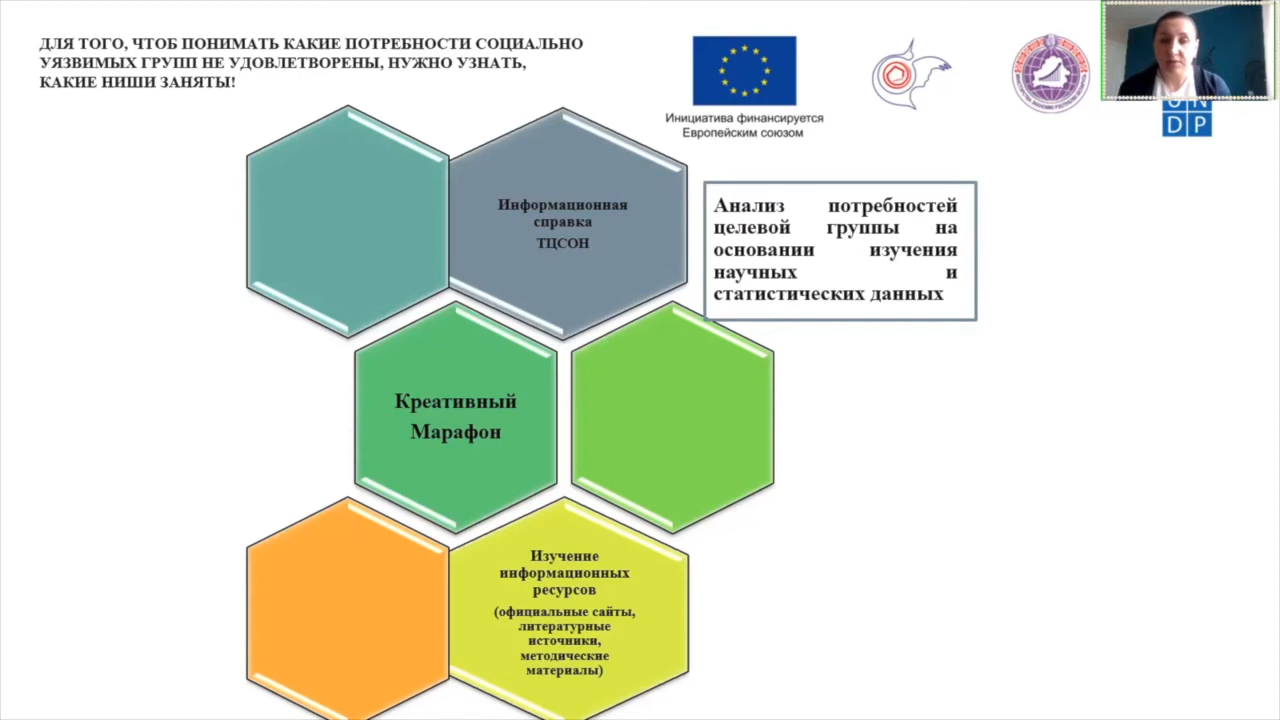 ДЛЯ ТОГО, ЧТОБ ПОНИМАТЬ КАКИЕ ПОТРЕБНОСТИ СОЦИАЛЬНО
УЯЗВИМЫХ ГРУПП НЕ УДОВЛЕТВОРЕНЫ, НУЖНО УЗНАТЬ,
КАКИЕ НИШИ ЗАНЯТЫ!
Инициатива финансируется
Европейским союзом
DP
Информационная
справка
ТЦСОН
Анализ потребностей
целевой группы на
основании изучения
научных и
статистических данных
Креативный
Марафон
Изучение
информационных
ресурсов
(официальные сайты,
литературные
источники,
методические
материалы)